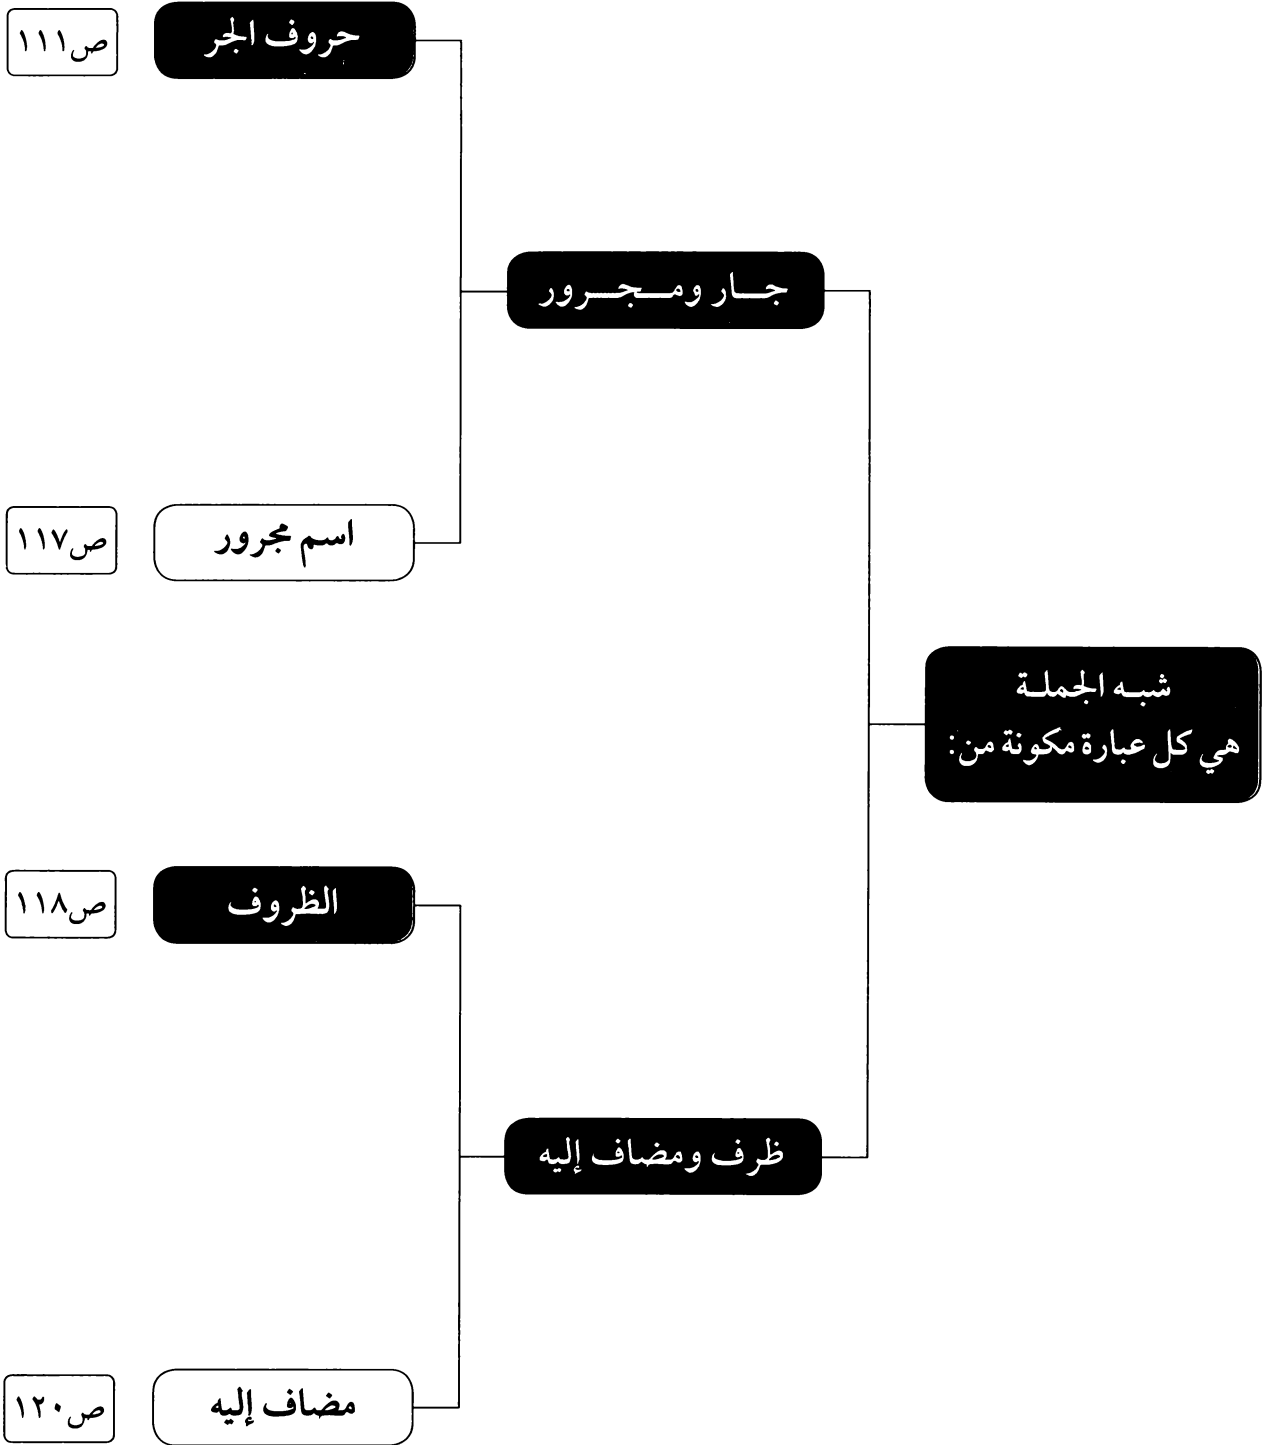 شبه الجملة
هي كل عبارة مكونة من:
جار ومجرور
حروف الجر
ص١١١
اسم مجرور
ص١١٧
ظرف ومضاف إليه
الظروف
ص١١٨
مضاف إليه
ص١٢٠